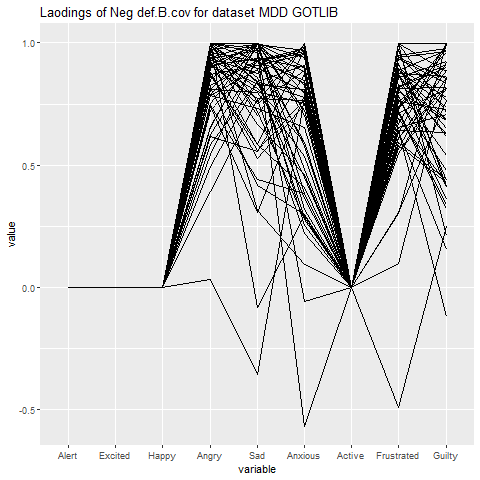 Laodings of Neg def.B.cov for dataset MDD GOTLIB
1.0
0.5
0.0
-0.5
value
Alert Excited Happy Angry Sad Anxious Active Frustrated Guilty
variable